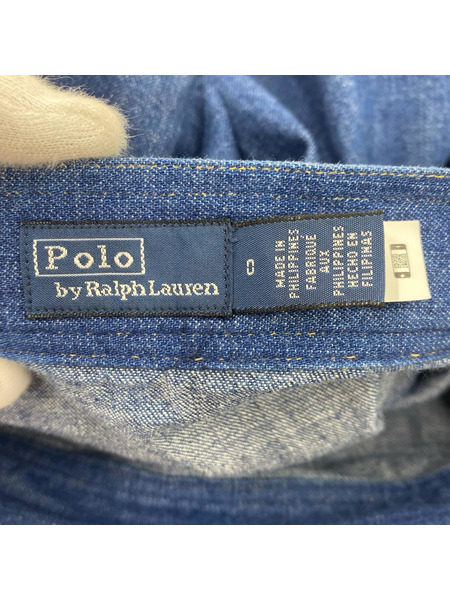 Polo
by Ralph Lauren
0
MADE IN
PHILIPPINES
FABRIQUE
AUX
PHILIPPINES
HECHO EN
FILIPINAS